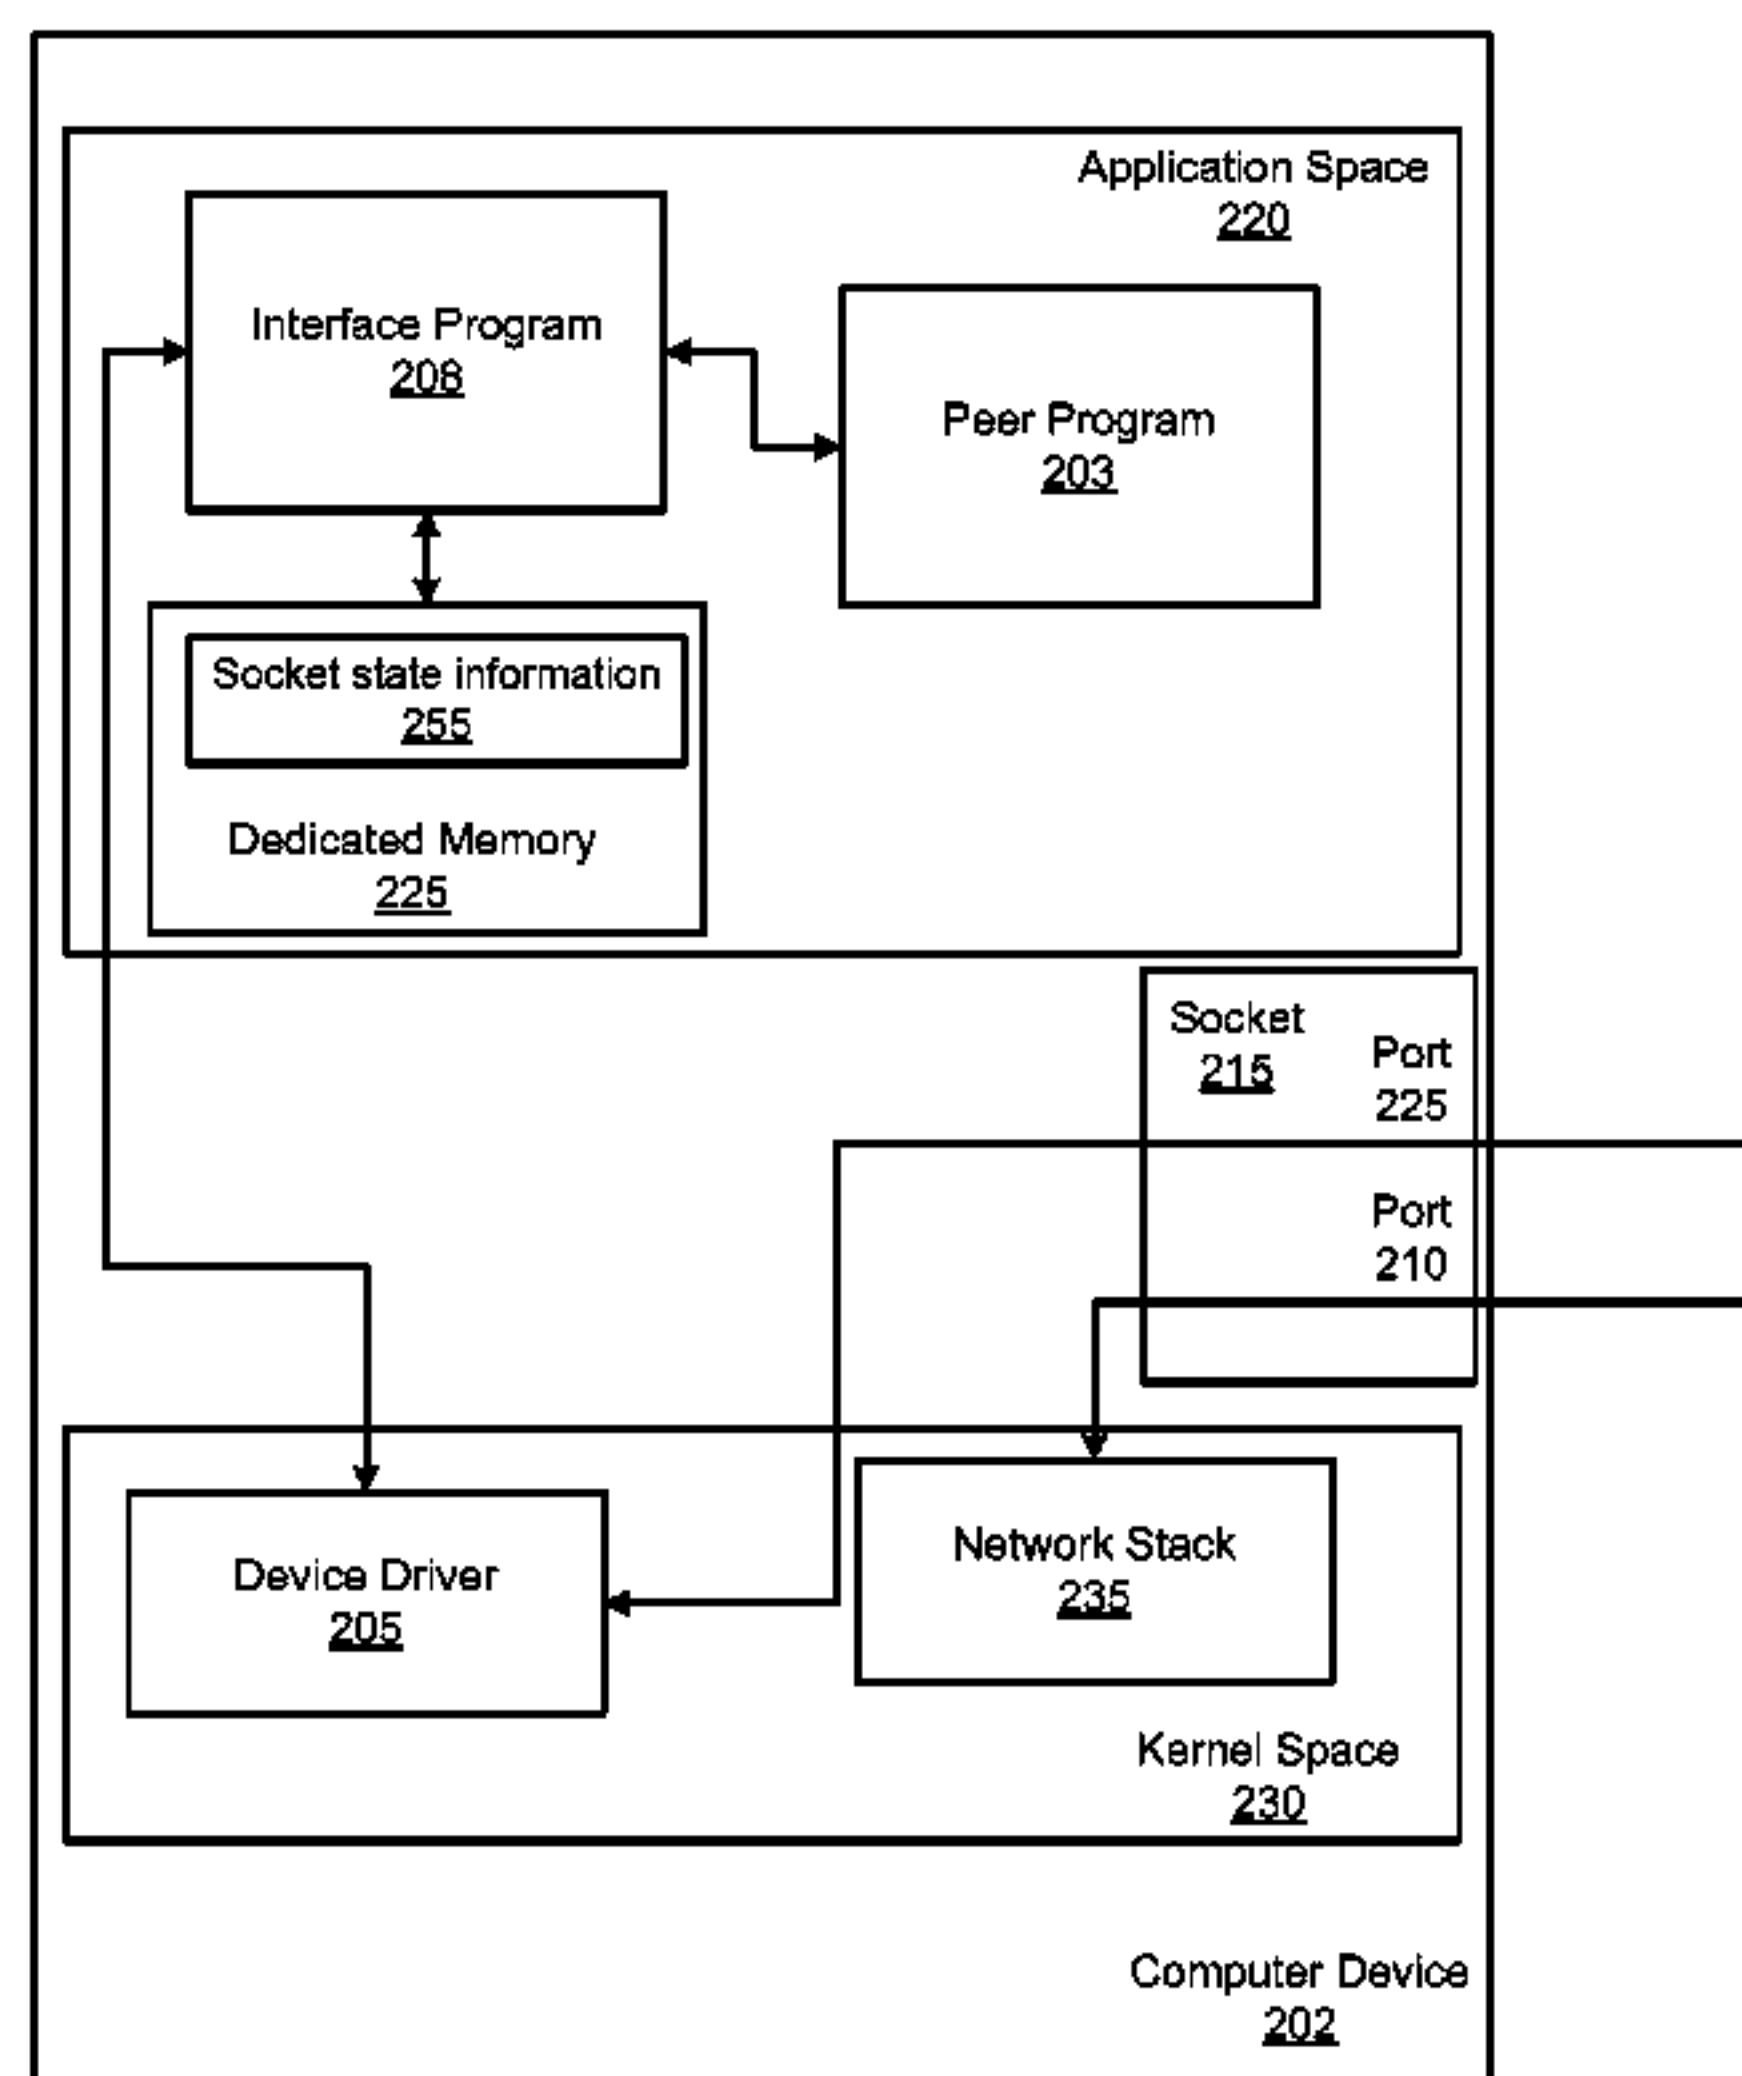 Application Space
220
Interface Program
208
Peer Program
203
Socket state information
255
Dedicated Memory
225
Socket
215
Port
225
Port
210
Network Stack
235
Device Driver
205
Kernel Space
230
Computer Device
202